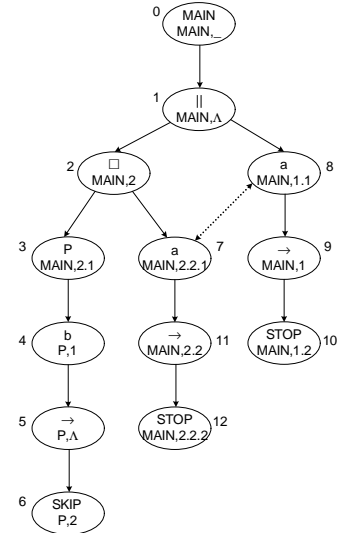 0
MAIN
MAIN,_
1
||
MAIN,Λ
2
□
MAIN,2
a
MAIN,1.1
8
3
P
MAIN,2.1
a
MAIN,2.2.1
7
→
MAIN,1
9
4
b
P,1
→
MAIN,2.2
11
STOP
MAIN,1.2
10
5
→
P,Λ
STOP
MAIN,2.2.2
12
6
SKIP
P,2